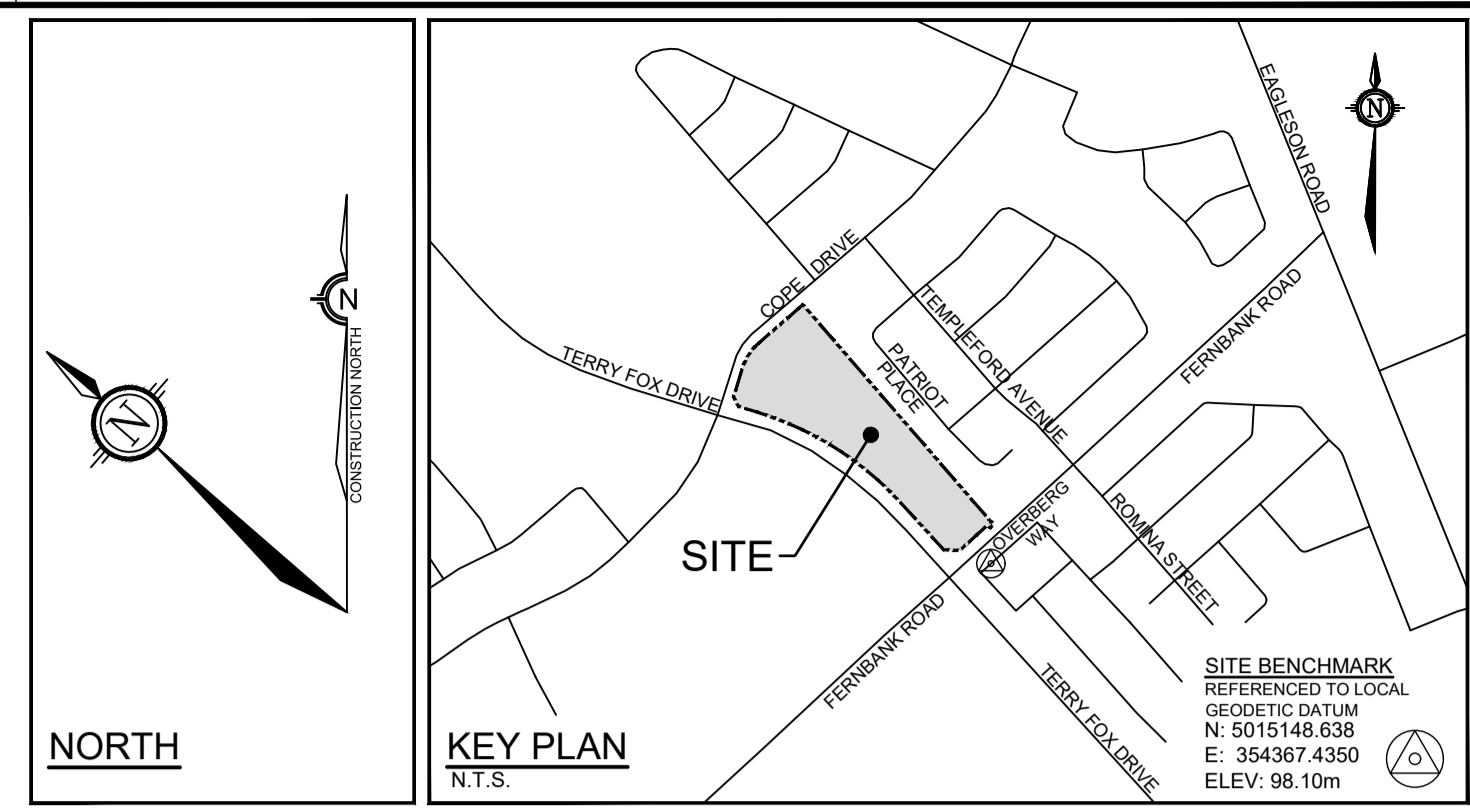 N
N
CONSTRUCTION NORTH
NORTH
N
EAGLESON ROAD
COPE DRIVE
TEMPLEFORD AVENUE
FERNBANK ROAD
TERRY FOX DRIVE
PATRIOT
PLACE
SITE
OVERBERG
WAY
ROMINA STREET
FERNBANK ROAD
TERRY FOX DRIVE
KEY PLAN
N.T.S.
SITE BENCHMARK
REFERENCED TO LOCAL
GEODETIC DATUM
N: 5015148.638
E: 354367.4350
ELEV: 98.10m